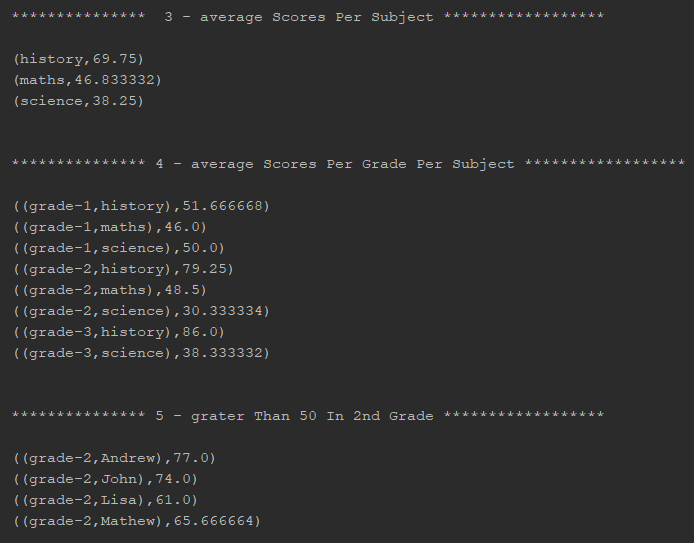 ***************  3 - average Scores Per Subject ******************
(history,69.75)
(maths,46.833332)
(science,38.25)
*************** 4 - average Scores Per Grade Per Subject ******************
((grade-1,history),51.666668)
((grade-1,maths),46.0)
((grade-1,science),50.0)
((grade-2,history),79.25)
((grade-2,maths),48.5)
((grade-2,science),30.333334)
((grade-3,history),86.0)
((grade-3,science),38.333332)
*************** 5 - grater Than 50 In 2nd Grade ******************
((grade-2,Andrew),77.0)
((grade-2,John),74.0)
((grade-2,Lisa),61.0)
((grade-2,Mathew),65.666664)